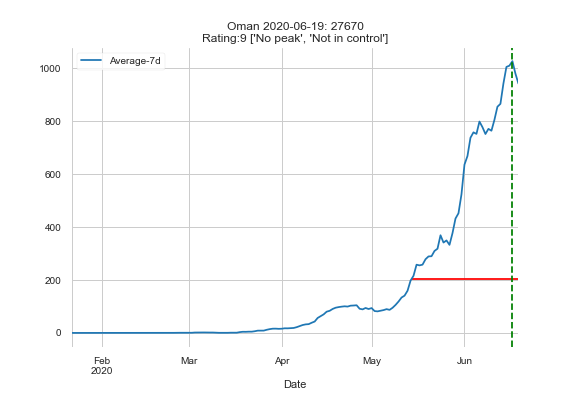 Oman 2020-06-19: 27670
Rating:9 ['No peak', 'Not in control']
Average-7d
1000
800
600
400
200
0
Feb
2020
Mar
Apr
May
Jun
Date